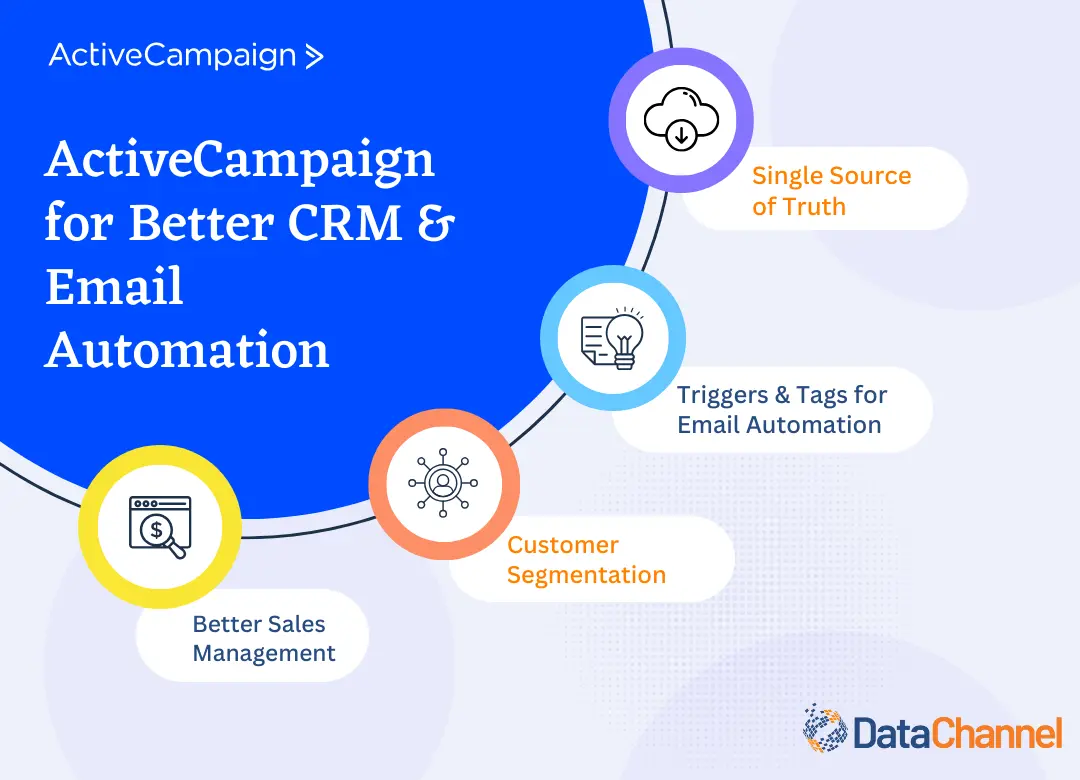 ActiveCampaign
ActiveCampaign
for Better CRM &
Email
Automation
Single Source
of Truth
Triggers & Tags for
Email Automation
Customer
Segmentation
$
Better Sales
Management
DataChannel